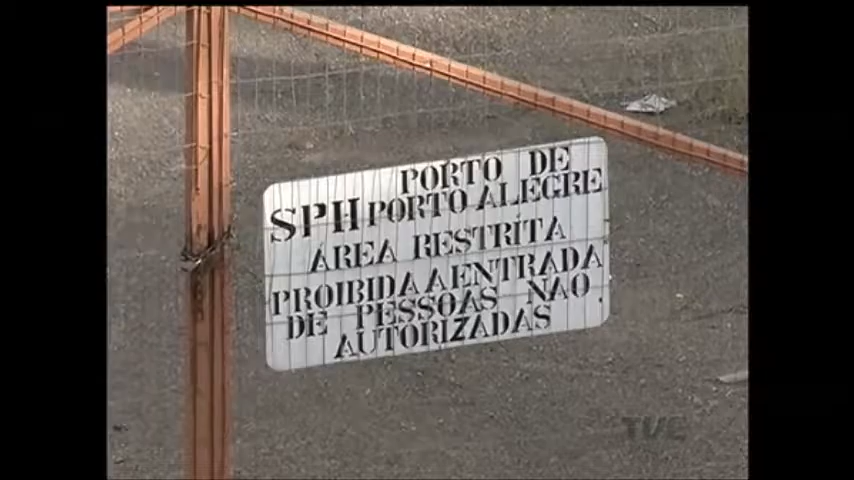 PORTO DE
SPH PORTO ALEGRE
ÁREA RESTRITA
PROIBIDA A ENTRADA
DE PESSOAS NÃO
AUTORIZADAS
TVE